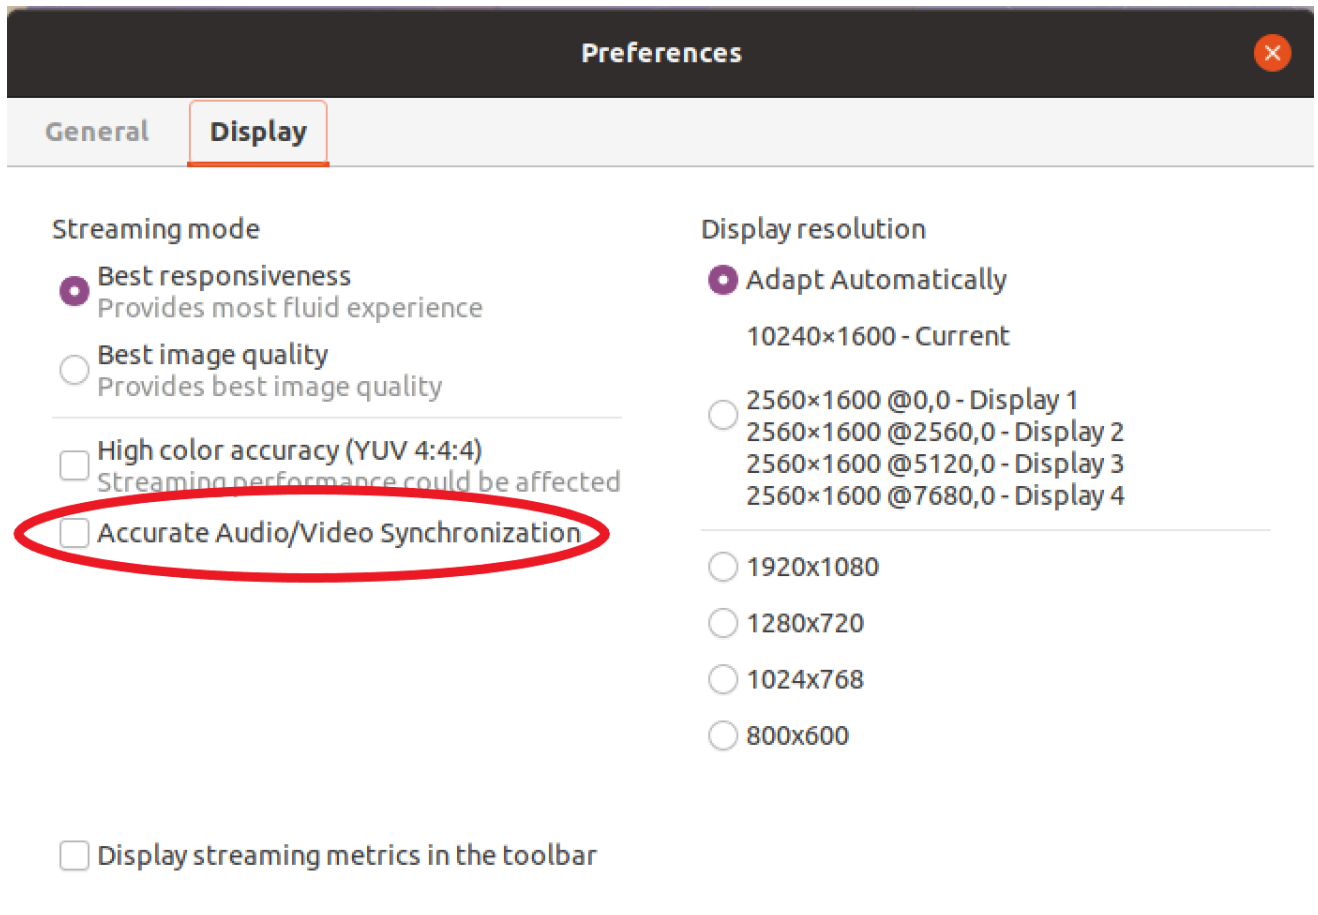 Preferences
General
Display
Streaming mode
Best responsiveness
Provides most fluid experience
Best image quality
Provides best image quality
High color accuracy (YUV 4:4:4)
Streaming performance could be affected
Accurate Audio/Video Synchronization
Display streaming metrics in the toolbar
Display resolution
Adapt Automatically
10240×1600 - Current
2560×1600 @0,0 - Display 1
2560×1600 @2560,0 - Display 2
2560×1600 @5120,0 - Display 3
2560×1600 @7680,0 - Display 4
1920x1080
1280x720
1024x768
800x600